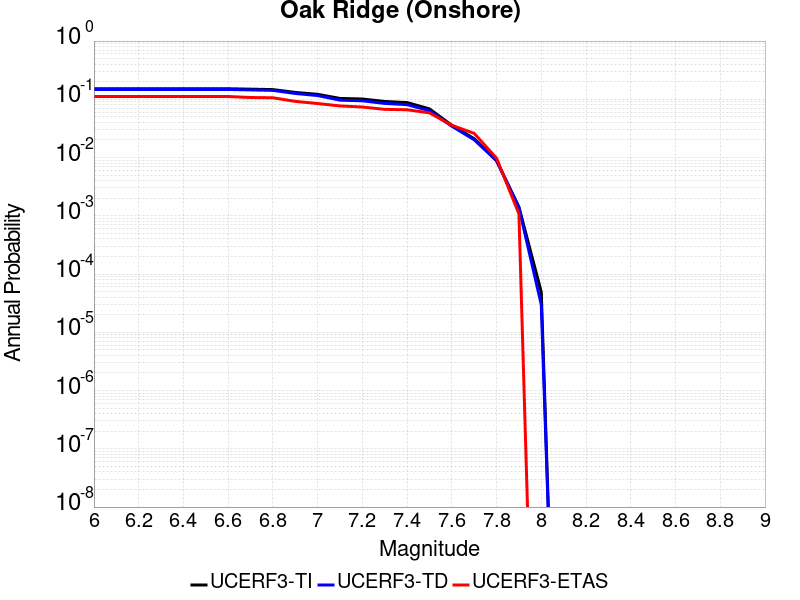 Oak Ridge (Onshore)
10^0
10^-1
10^-2
10^-3
10^-4
10^-5
10^-6
10^-7
10^-8
Annual Probability
6 6.2 6.4 6.6 6.8 7 7.2 7.4 7.6 7.8 8 8.2 8.4 8.6 8.8 9
Magnitude
UCERF3-TI UCERF3-TD UCERF3-ETAS